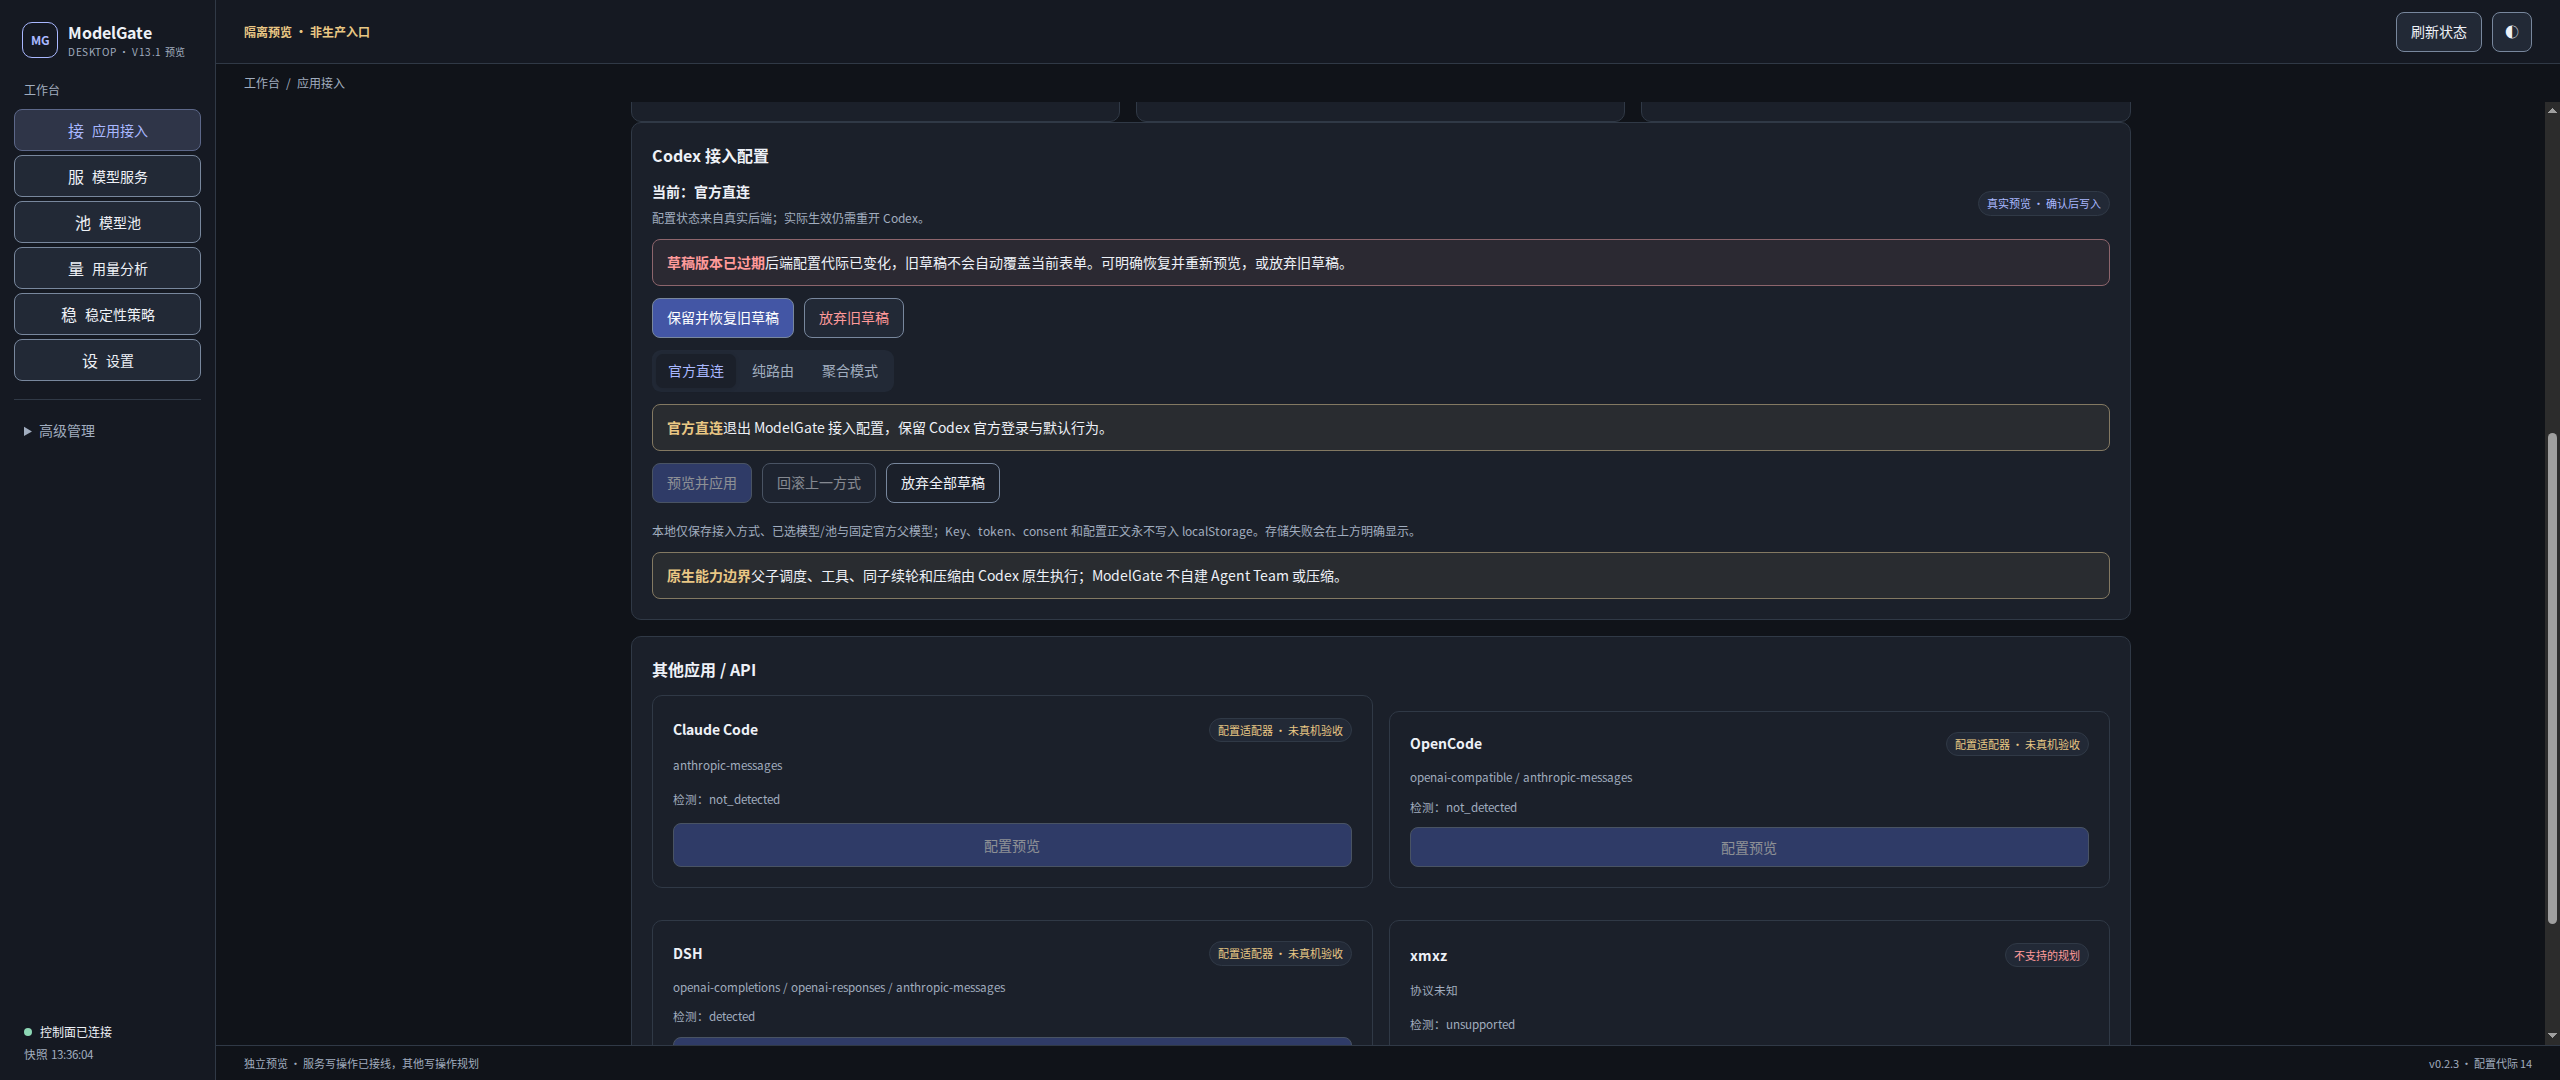 MG
ModelGate
DESKTOP · V13.1 预览
工作台
接 应用接入
服 模型服务
池 模型池
量 用量分析
稳 稳定性策略
设 设置
▶ 高级管理
控制面已连接
快照 13:36:04
隔离预览 · 非生产入口
刷新状态
工作台 / 应用接入
Codex 接入配置
当前：官方直连
配置状态来自真实后端；实际生效仍需重开 Codex。
真实预览 · 确认后写入
草稿版本已过期后端配置代际已变化，旧草稿不会自动覆盖当前表单。可明确恢复并重新预览，或放弃旧草稿。
保留并恢复旧草稿 放弃旧草稿
官方直连 纯路由 聚合模式
官方直连退出 ModelGate 接入配置，保留 Codex 官方登录与默认行为。
预览并应用 回滚上一方式 放弃全部草稿
本地仅保存接入方式、已选模型/池与固定官方父模型；Key、token、consent 和配置正文永不写入 localStorage。存储失败会在上方明确显示。
原生能力边界父子调度、工具、同子续轮和压缩由 Codex 原生执行；ModelGate 不自建 Agent Team 或压缩。
其他应用 / API
Claude Code
配置适配器 · 未真机验收
anthropic-messages
检测：not_detected
配置预览
OpenCode
配置适配器 · 未真机验收
openai-compatible / anthropic-messages
检测：not_detected
配置预览
DSH
配置适配器 · 未真机验收
openai-completions / openai-responses / anthropic-messages
检测：detected
xmxz
不支持的规划
协议未知
检测：unsupported
独立预览 · 服务写操作已接线，其他写操作规划
v0.2.3 · 配置代际 14